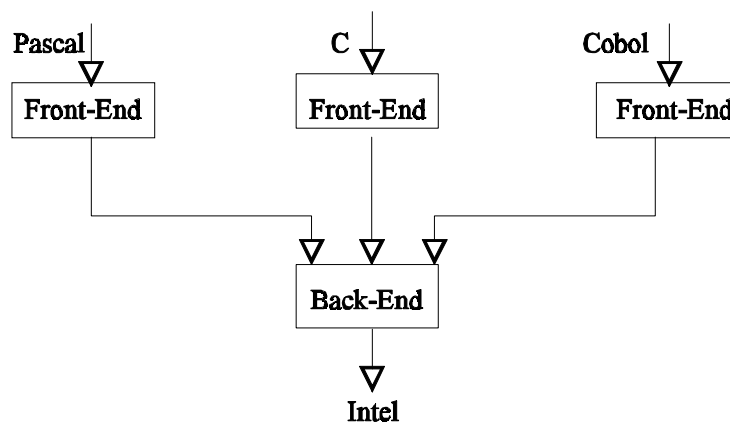 Pascal
C
Cobol
Front-End
Front-End
Front-End
Back-End
Intel